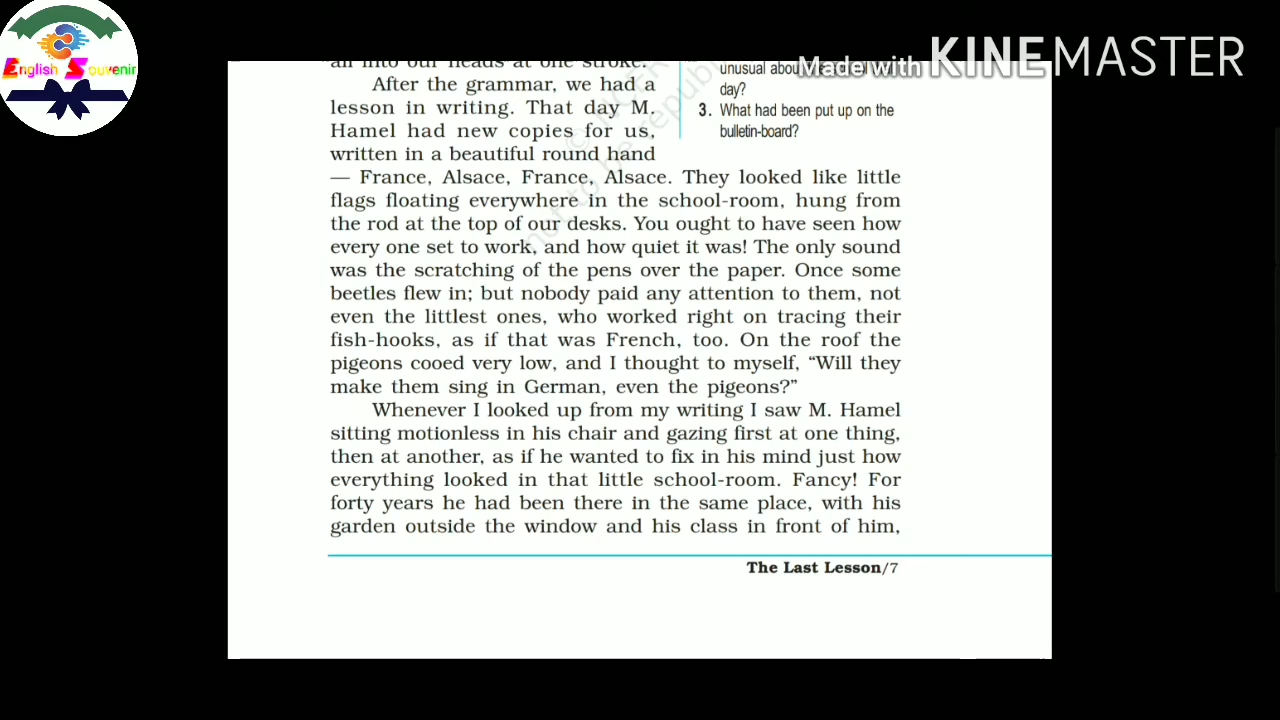 English Souvenir
Made with KINEMASTER
all into our heads at one stroke.
After the grammar, we had a
lesson in writing. That day M.
Hamel had new copies for us,
written in a beautiful round hand
— France, Alsace, France, Alsace. They looked like little
flags floating everywhere in the school-room, hung from
the rod at the top of our desks. You ought to have seen how
every one set to work, and how quiet it was! The only sound
was the scratching of the pens over the paper. Once some
beetles flew in; but nobody paid any attention to them, not
even the littlest ones, who worked right on tracing their
fish-hooks, as if that was French, too. On the roof the
pigeons cooed very low, and I thought to myself, “Will they
make them sing in German, even the pigeons?”
Whenever I looked up from my writing I saw M. Hamel
sitting motionless in his chair and gazing first at one thing,
then at another, as if he wanted to fix in his mind just how
everything looked in that little school-room. Fancy! For
forty years he had been there in the same place, with his
garden outside the window and his class in front of him,
unusual about
day?
3. What had been put up on the
bulletin-board?
not to be republ
The Last Lesson/7